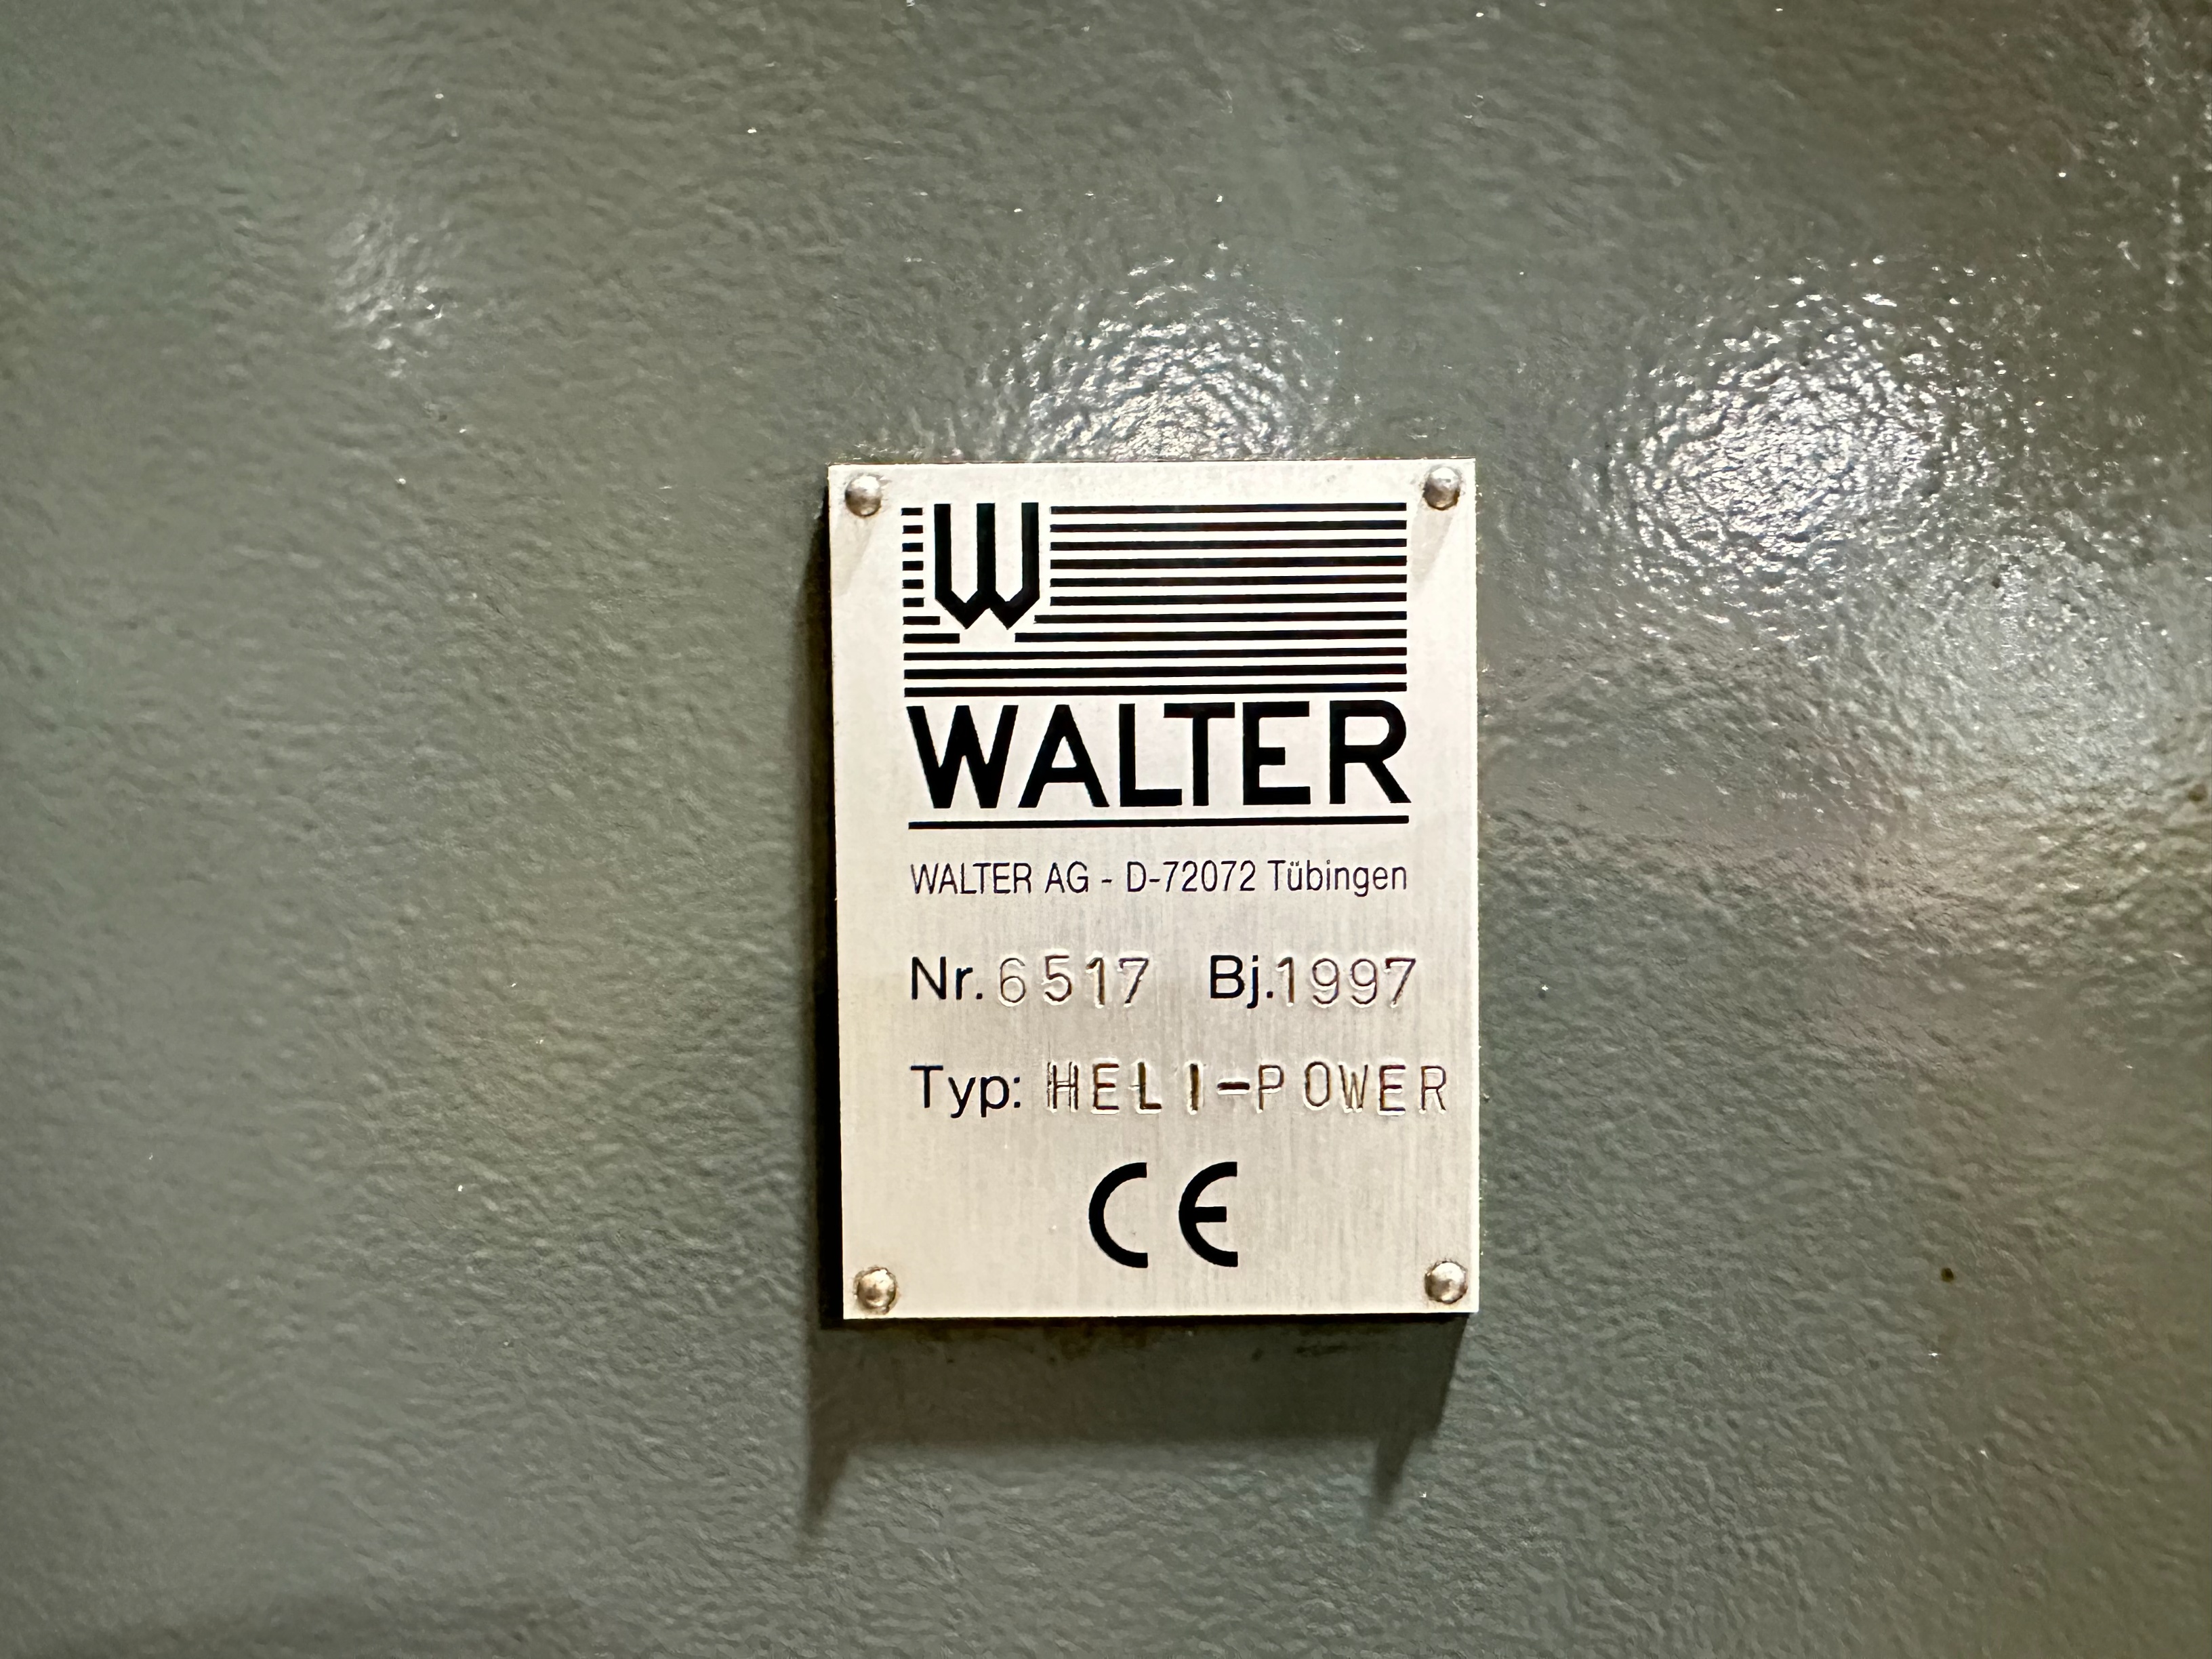 W
WALTER
WALTER AG - D-72072 Tübingen
Nr. 6517 Bj. 1997
Typ: HELI-POWER
CE